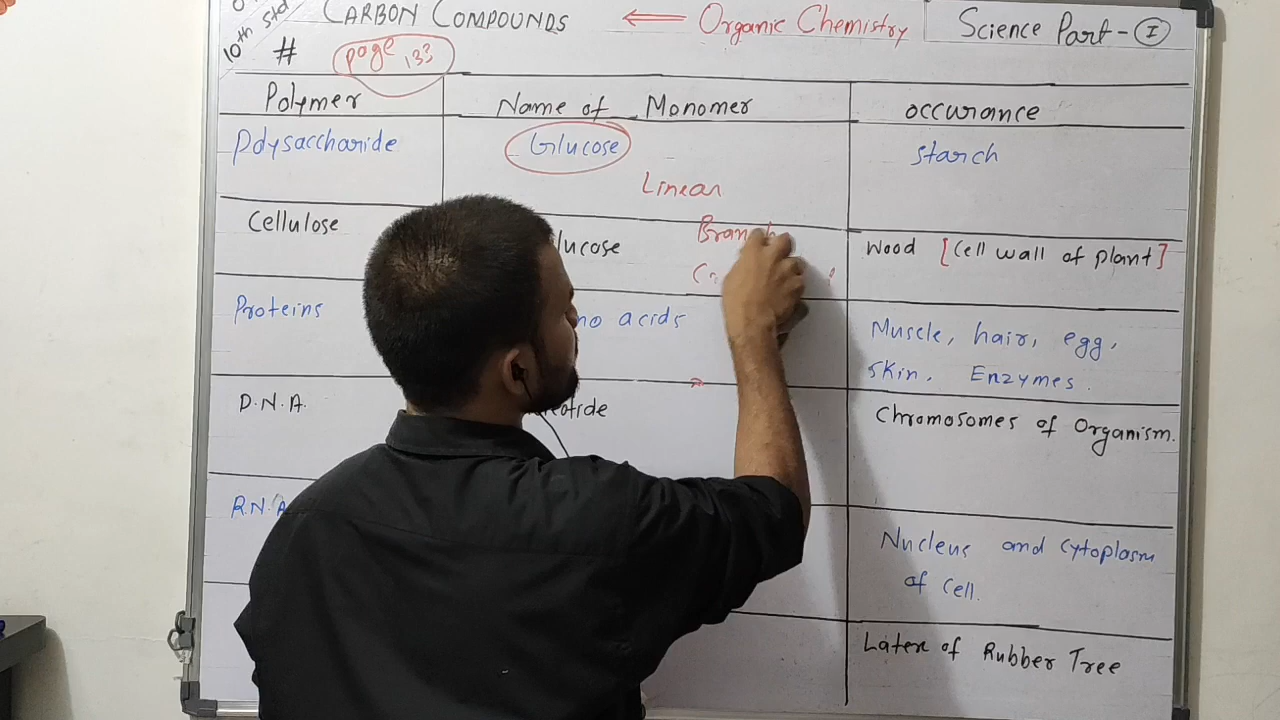 10th std
CARBON COMPOUNDS ⟸ Organic Chemistry
Science Part - I
# page 133
Polymer Name of Monomer occurance
Polysaccharide Glucose starch
Linear
Cellulose lucose Branch Wood [Cell wall of plant]
Proteins no acids Muscle, hair, egg,
skin. Enzymes.
D.N.A. eotide Chromosomes of Organism.
R.N.A Nucleus and cytoplasm
of cell.
Latex of Rubber Tree